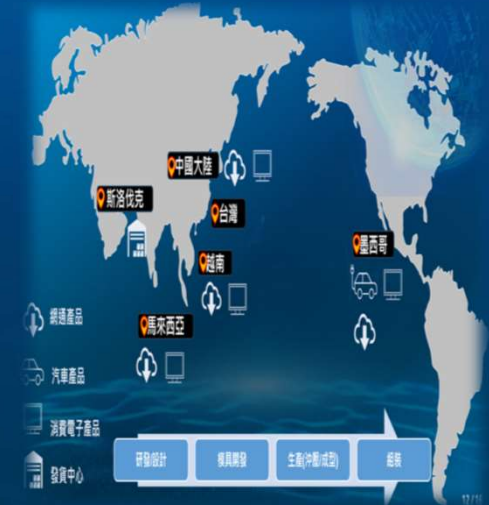 中國大陸
斯洛伐克
台灣
越南
墨西哥
馬來西亞
網通產品
汽車產品
消費電子產品
發貨中心
研發/設計
模具開發
生產(沖壓/成型)
組裝